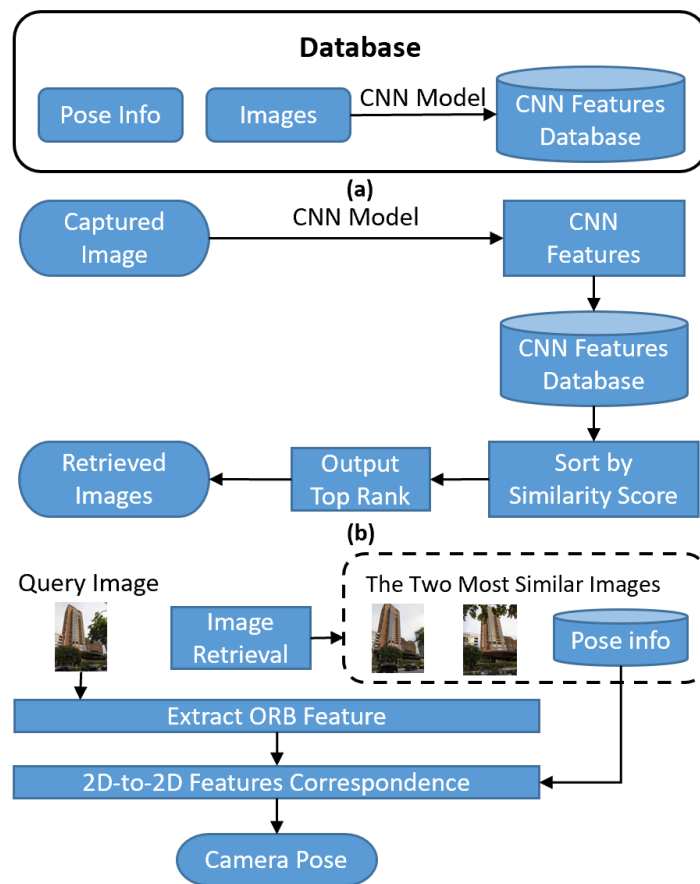 Database
Pose Info
Images
CNN Model
CNN Features
Database
(a)
Captured
Image
CNN Model
CNN
Features
CNN Features
Database
Retrieved
Images
Output
Top Rank
Sort by
Similarity Score
(b)
Query Image
The Two Most Similar Images
Image
Retrieval
Pose info
Extract ORB Feature
2D-to-2D Features Correspondence
Camera Pose